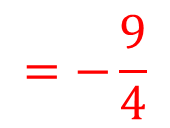 = − 9/4